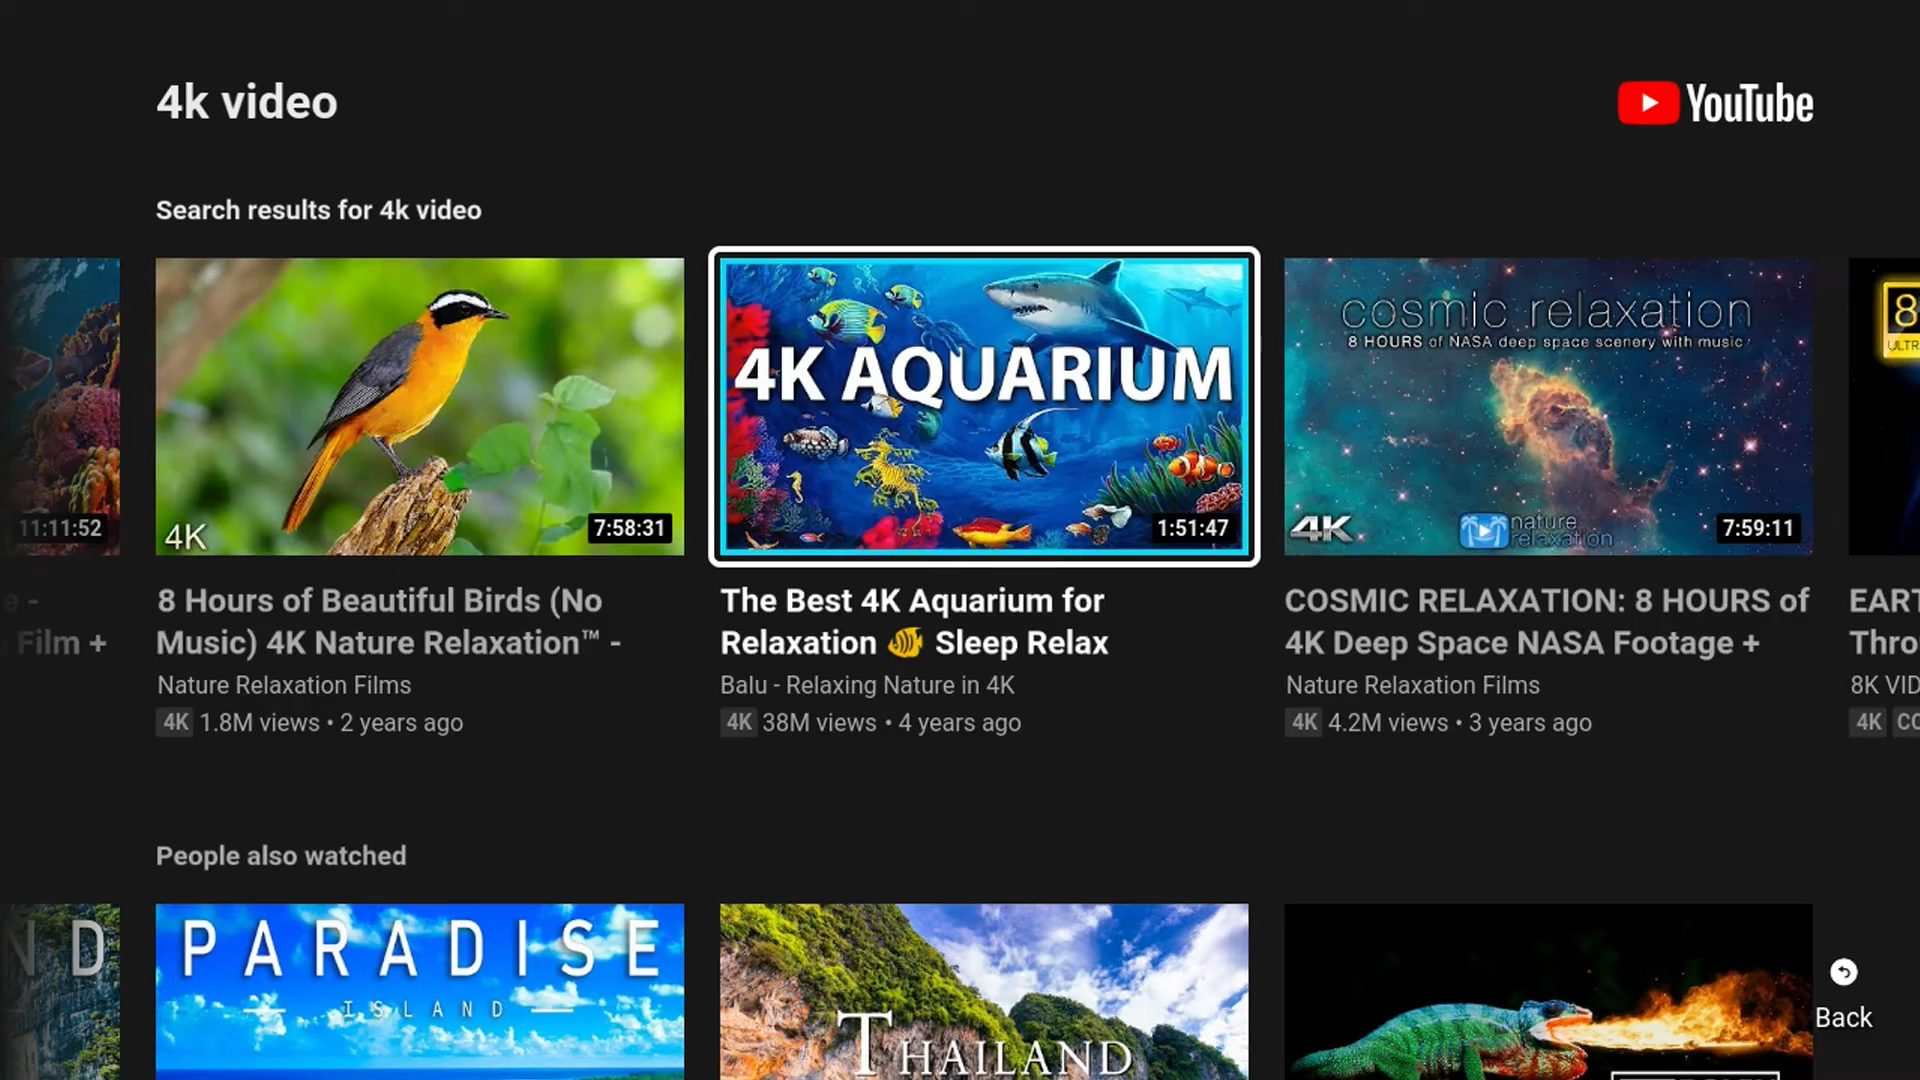 4k video
YouTube
Search results for 4k video
11:11:52
4K
7:58:31
4K AQUARIUM
1:51:47
cosmic relaxation
8 HOURS of NASA deep space scenery with music
4K
nature
relaxation
7:59:11
8
ULTR
Film +
8 Hours of Beautiful Birds (No
Music) 4K Nature Relaxation™ -
Nature Relaxation Films
4K 1.8M views • 2 years ago
The Best 4K Aquarium for
Relaxation 🐠 Sleep Relax
Balu - Relaxing Nature in 4K
4K 38M views • 4 years ago
COSMIC RELAXATION: 8 HOURS of
4K Deep Space NASA Footage +
Nature Relaxation Films
4K 4.2M views • 3 years ago
EART
Thro
8K VID
4K CO
People also watched
ND
PARADISE
ISLAND
THAILAND
Back